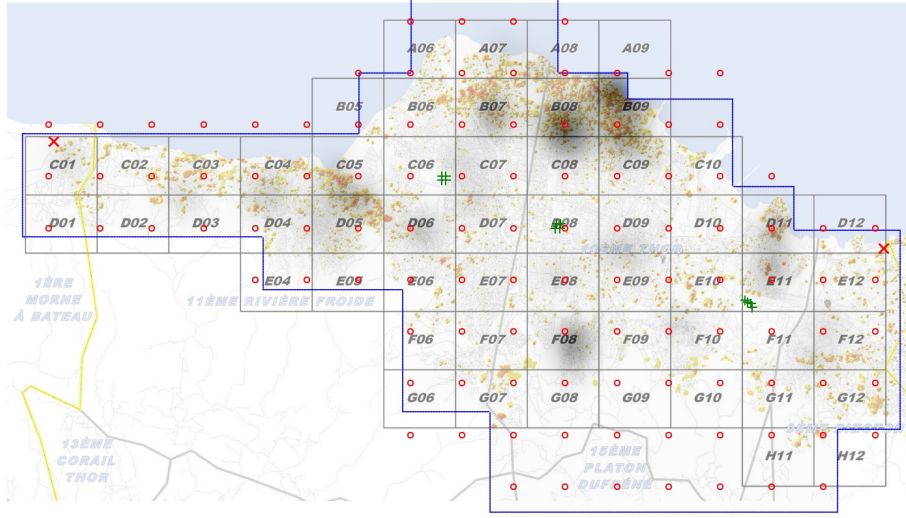 A06 A07 A08 A09
B05 B06 B07 B08 B09
C01 C02 C03 C04 C05 C06 C07 C08 C09 C10
D01 D02 D03 D04 D05 D06 D07 D08 D09 D10 D11 D12
10ÈME THOR
E04 E05 E06 E07 E08 E09 E10 E11 E12
1ÈRE
MORNE
À BATEAU
11ÈME RIVIÈRE FROIDE
F06 F07 F08 F09 F10 F11 F12
G06 G07 G08 G09 G10 G11 G12
13ÈME
CORAIL
THOR
15ÈME
PLATON
DUFRÉNÉ
H11 H12